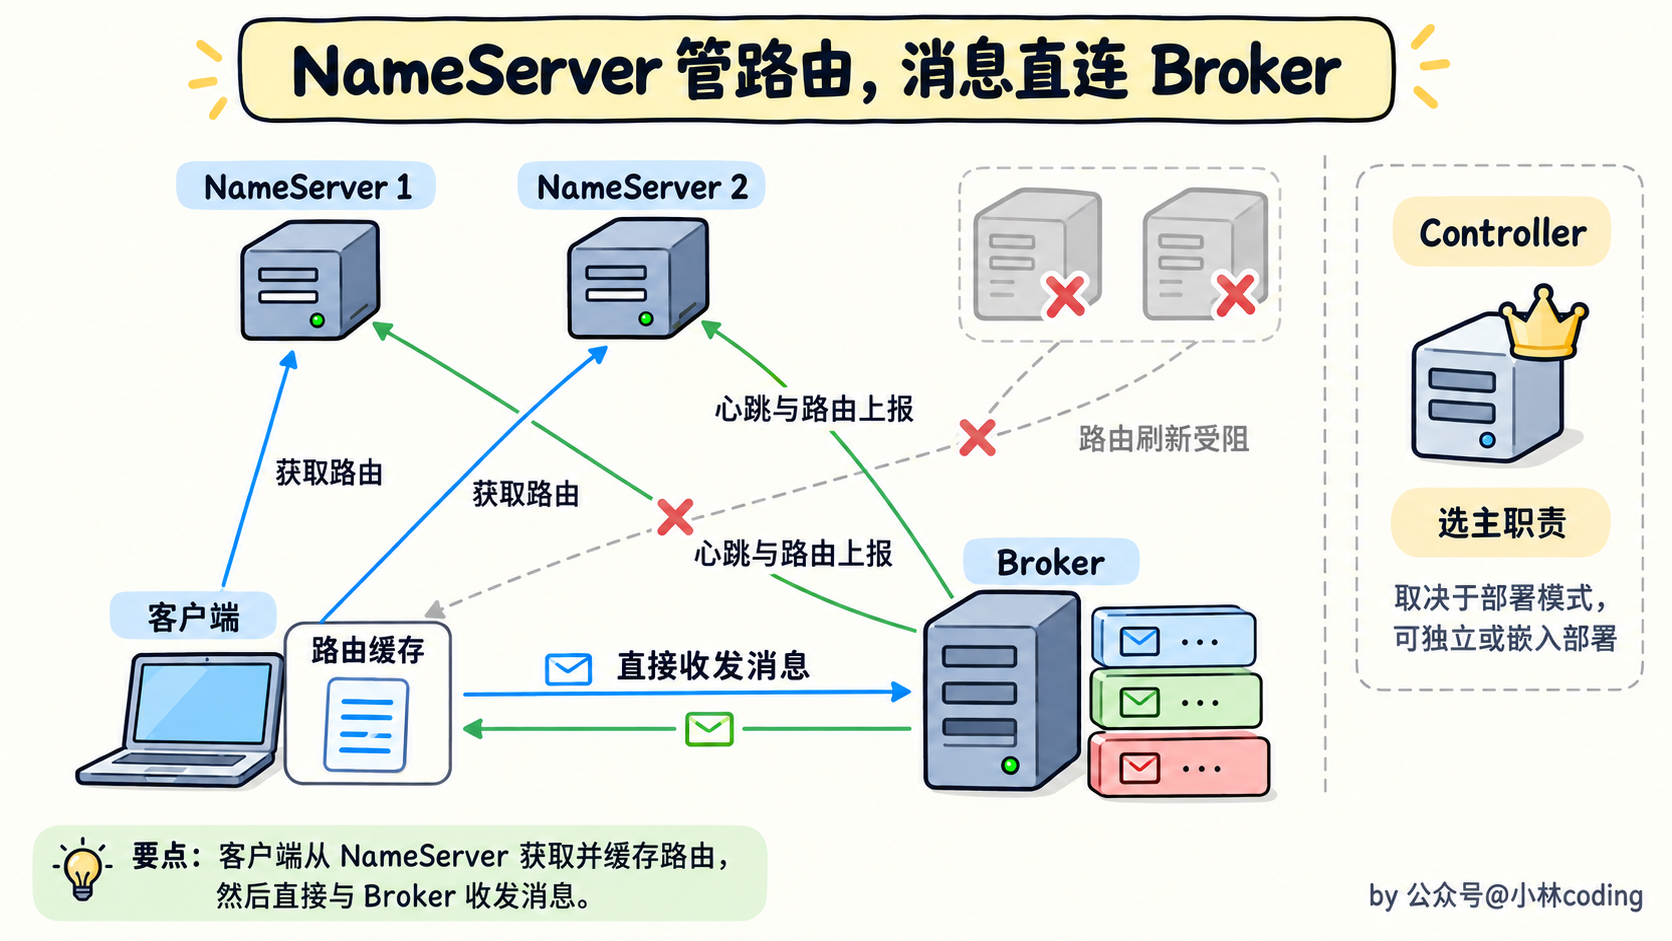 NameServer 管路由，消息直连 Broker
NameServer 1
NameServer 2
Controller
心跳与路由上报
路由刷新受阻
获取路由
获取路由
选主职责
心跳与路由上报
Broker
取决于部署模式，
可独立或嵌入部署
客户端
路由缓存
直接收发消息
要点：客户端从 NameServer 获取并缓存路由，
然后直接与 Broker 收发消息。
by 公众号@小林coding